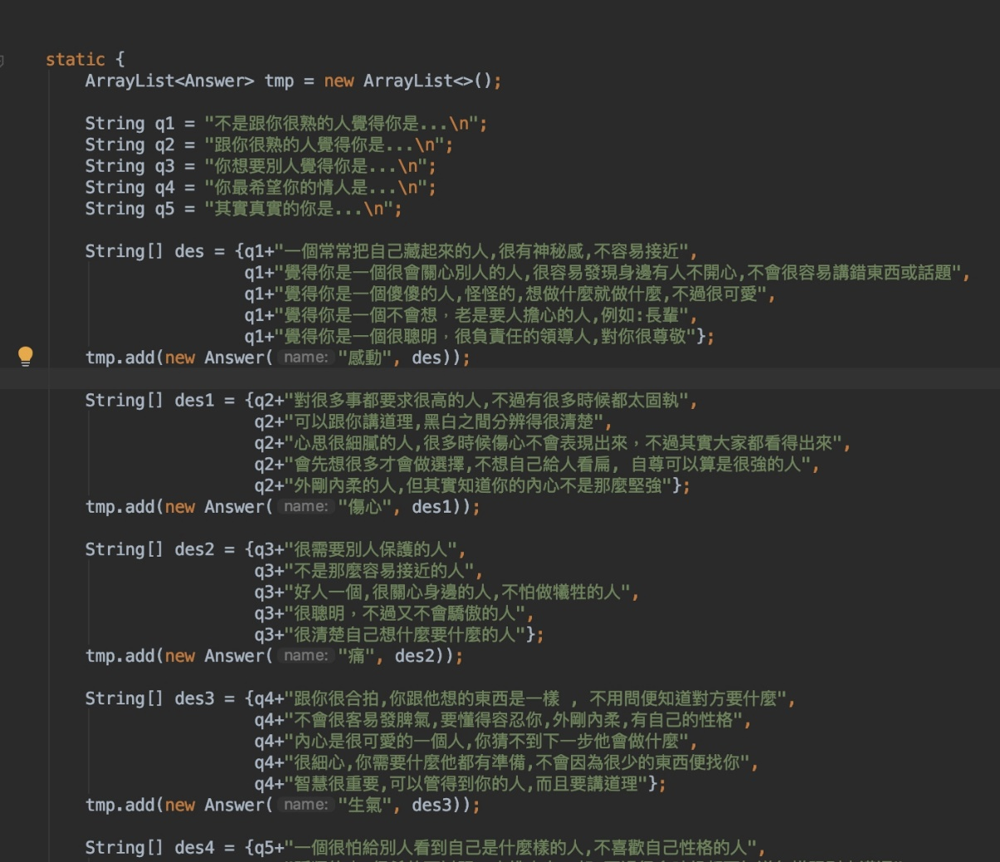 static {
ArrayList<Answer> tmp = new ArrayList<>();
String q1 = "不是跟你很熟的人覺得你是...\n";
String q2 = "跟你很熟的人覺得你是...\n";
String q3 = "你想要別人覺得你是...\n";
String q4 = "你最希望你的情人是...\n";
String q5 = "其實真實的你是...\n";
String[] des = {q1+"一個常常把自己藏起來的人,很有神秘感,不容易接近",
q1+"覺得你是一個很會關心別人的人,很容易發現身邊有人不開心,不會很容易講錯東西或話題",
q1+"覺得你是一個傻傻的人,怪怪的,想做什麼就做什麼,不過很可愛",
q1+"覺得你是一個不會想，老是要人擔心的人,例如:長輩",
q1+"覺得你是一個很聰明，很負責任的領導人,對你很尊敬"};
tmp.add(new Answer( name: "感動", des));
String[] des1 = {q2+"對很多事都要求很高的人,不過有很多時候都太固執",
q2+"可以跟你講道理,黑白之間分辨得很清楚",
q2+"心思很細膩的人,很多時候傷心不會表現出來，不過其實大家都看得出來",
q2+"會先想很多才會做選擇,不想自己給人看扁, 自尊可以算是很強的人",
q2+"外剛內柔的人,但其實知道你的內心不是那麼堅強"};
tmp.add(new Answer( name: "傷心", des1));
String[] des2 = {q3+"很需要別人保護的人",
q3+"不是那麼容易接近的人",
q3+"好人一個,很關心身邊的人,不怕做犧牲的人",
q3+"很聰明，不過又不會驕傲的人",
q3+"很清楚自己想什麼要什麼的人"};
tmp.add(new Answer( name: "痛", des2));
String[] des3 = {q4+"跟你很合拍,你跟他想的東西是一樣 , 不用問便知道對方要什麼",
q4+"不會很客易發脾氣,要懂得容忍你,外剛內柔,有自己的性格",
q4+"內心是很可愛的一個人,你猜不到下一步他會做什麼",
q4+"很細心,你需要什麼他都有準備,不會因為很少的東西便找你",
q4+"智慧很重要,可以管得到你的人,而且要講道理"};
tmp.add(new Answer( name: "生氣", des3));
String[] des4 = {q5+"一個很怕給別人看到自己是什麼樣的人,不喜歡自己性格的人",